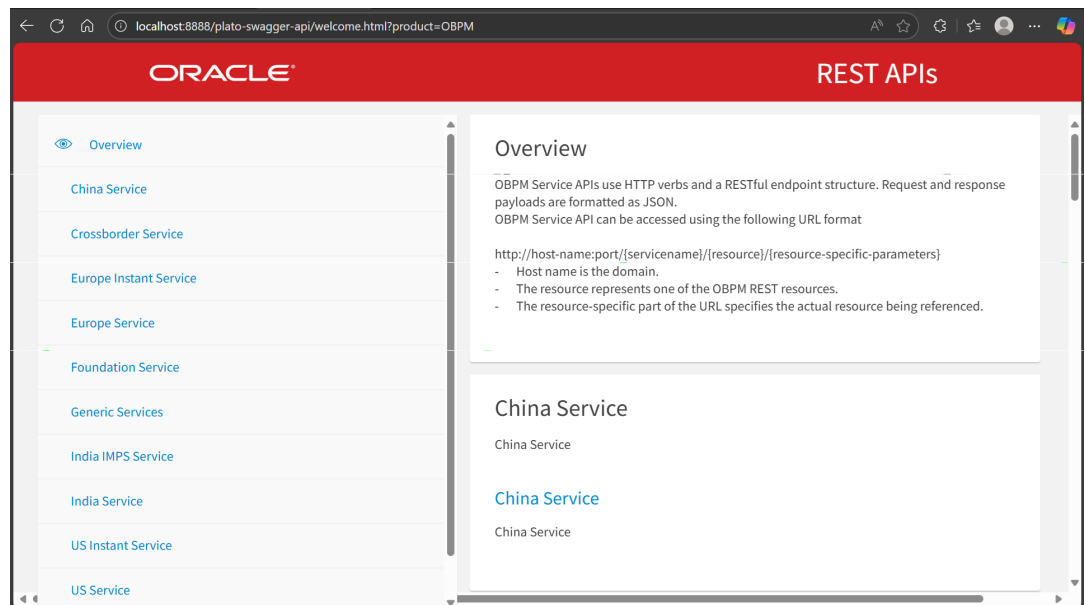 localhost:8888/plato-swagger-api/welcome.html?product=OBPM
ORACLE
REST APIs
Overview
China Service
Crossborder Service
Europe Instant Service
Europe Service
Foundation Service
Generic Services
India IMPS Service
India Service
US Instant Service
US Service
Overview
OBPM Service APIs use HTTP verbs and a RESTful endpoint structure. Request and response
payloads are formatted as JSON.
OBPM Service API can be accessed using the following URL format
http://host-name:port/{servicename}/{resource}/{resource-specific-parameters}
- Host name is the domain.
- The resource represents one of the OBPM REST resources.
- The resource-specific part of the URL specifies the actual resource being referenced.
China Service
China Service
China Service
China Service